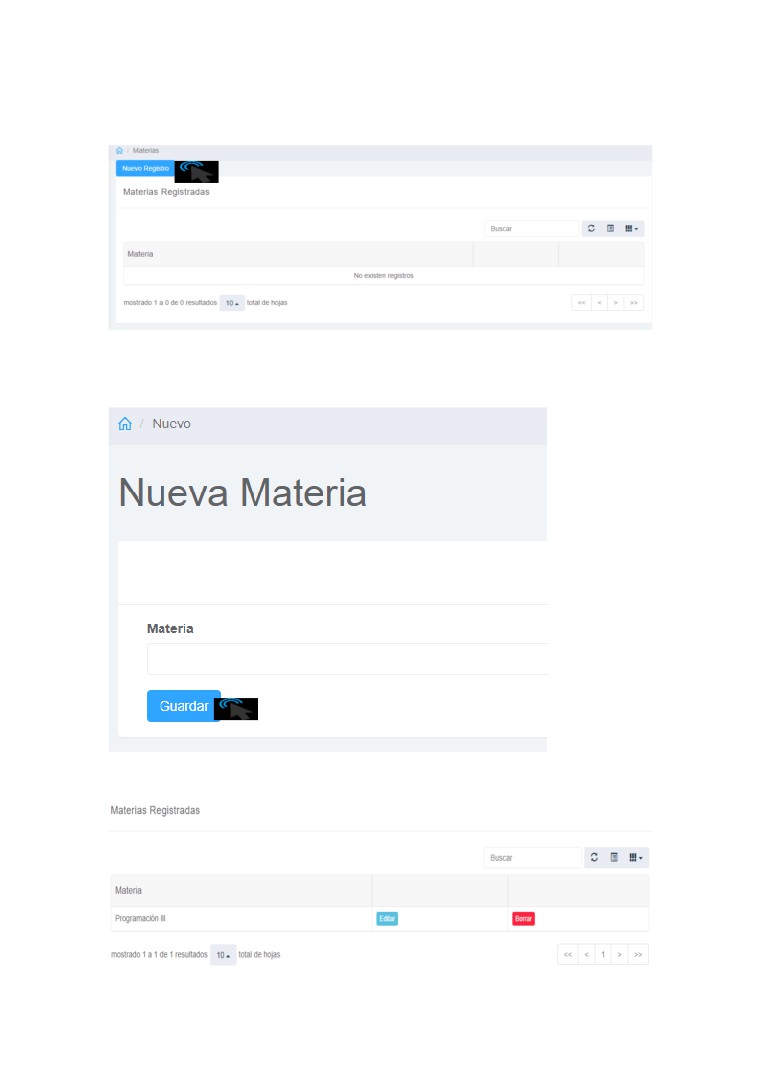 / Materias
Nuevo Registro
Materias Registradas
Buscar
Materia
No existen registros
mostrado 1 a 0 de 0 resultados 10 total de hojas
<< < > >>
/ Nuevo
Nueva Materia
Materia
Guardar
Materias Registradas
Buscar
Materia
Programación III Editar Borrar
mostrado 1 a 1 de 1 resultados 10 total de hojas
<< < 1 > >>